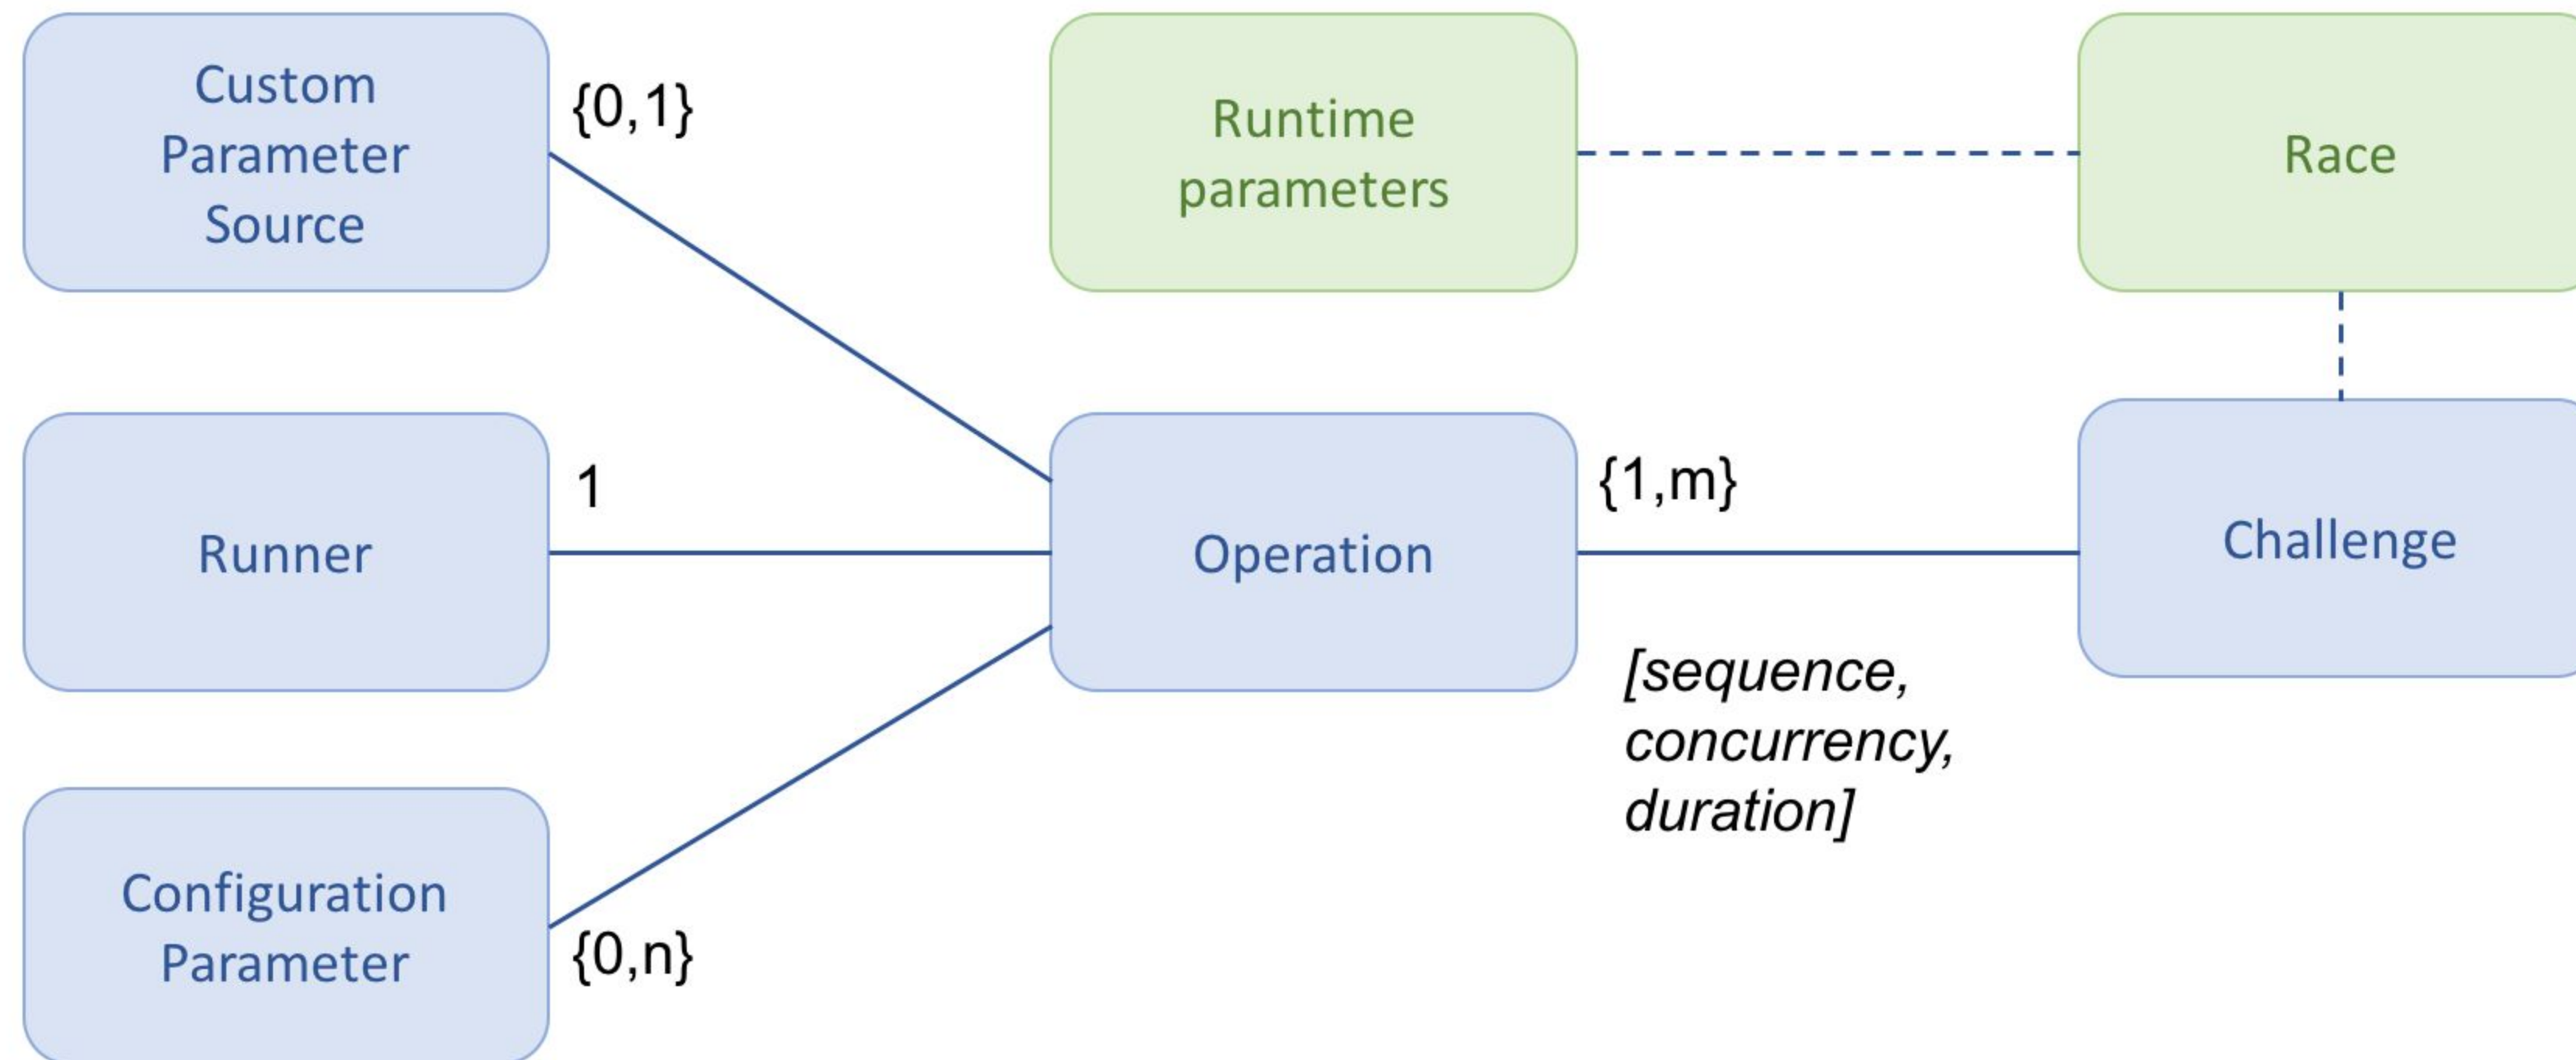 Custom
Parameter
Source
{0,1}
Runtime
parameters
Race
Runner
1
Operation
{1,m}
Challenge
[sequence,
concurrency,
duration]
Configuration
Parameter
{0,n}